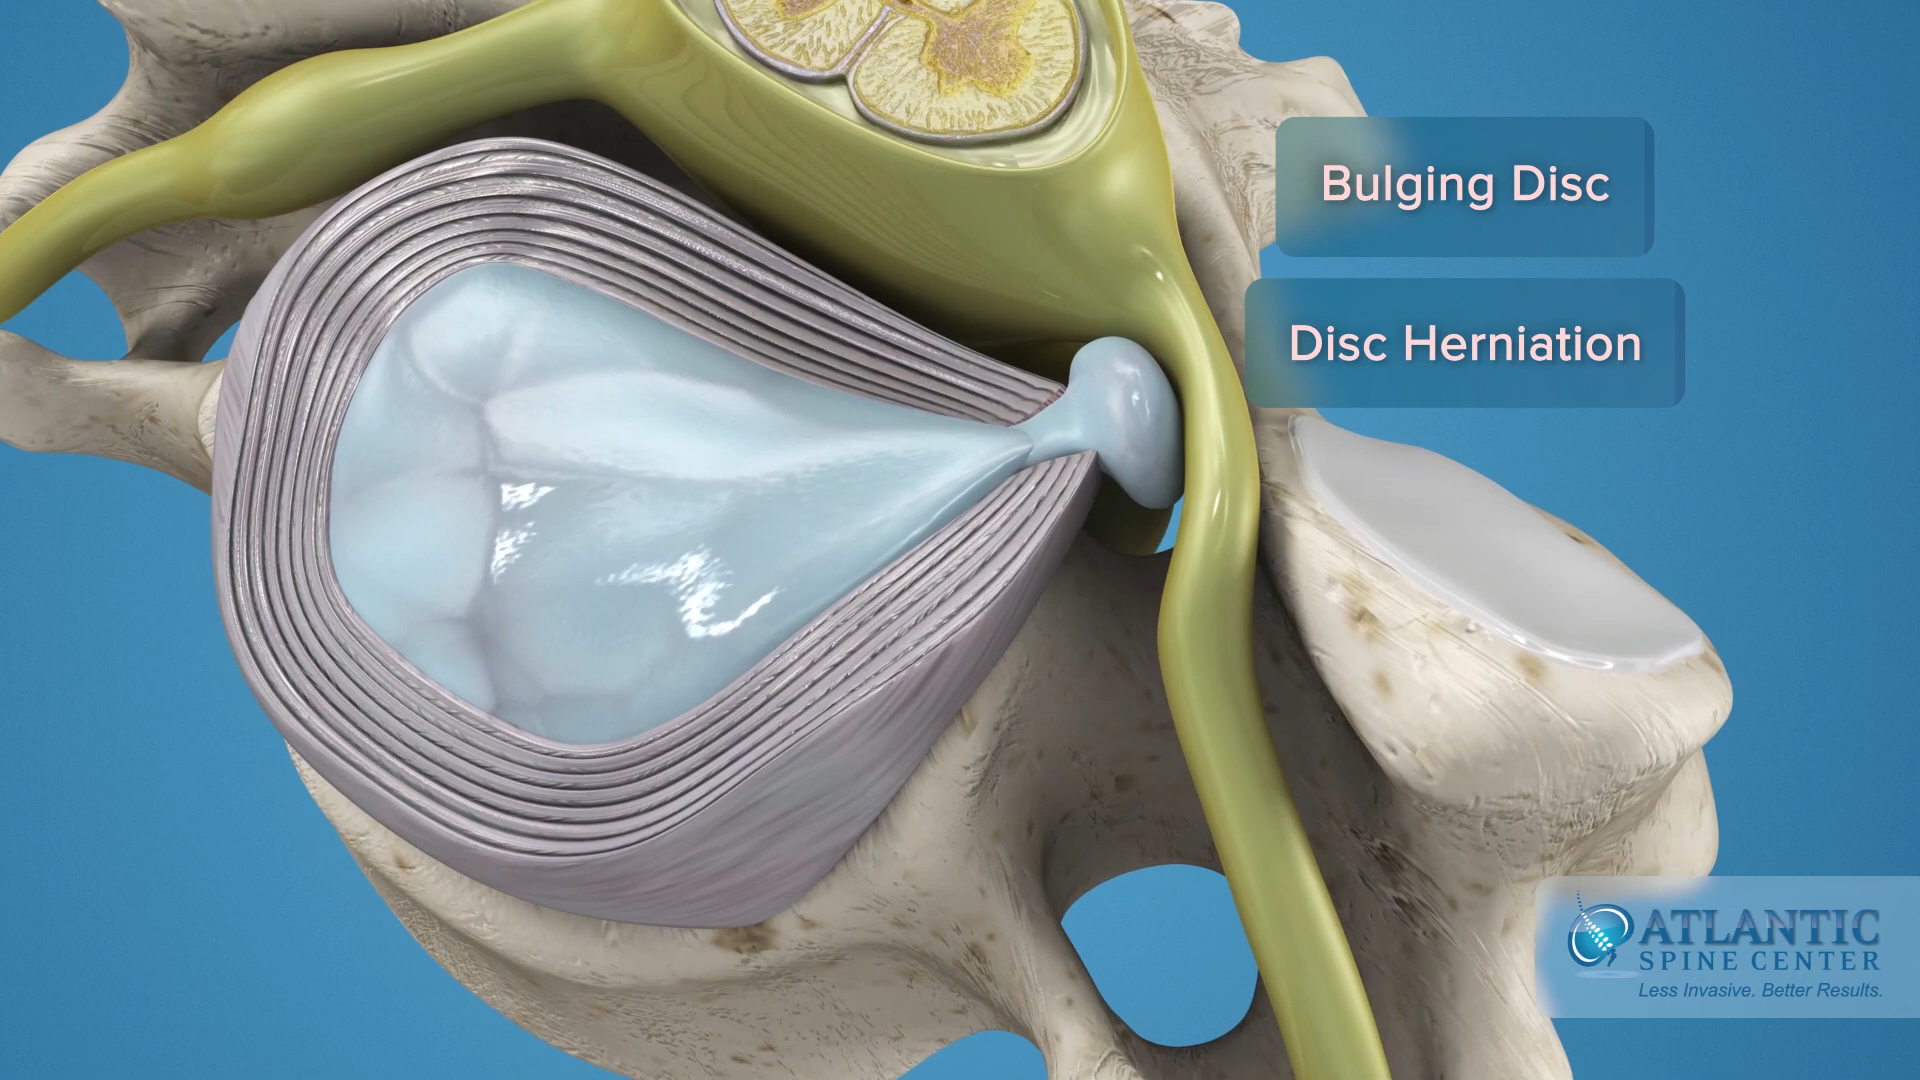 Bulging Disc
Disc Herniation
ATLANTIC
SPINE CENTER
Less Invasive. Better Results.